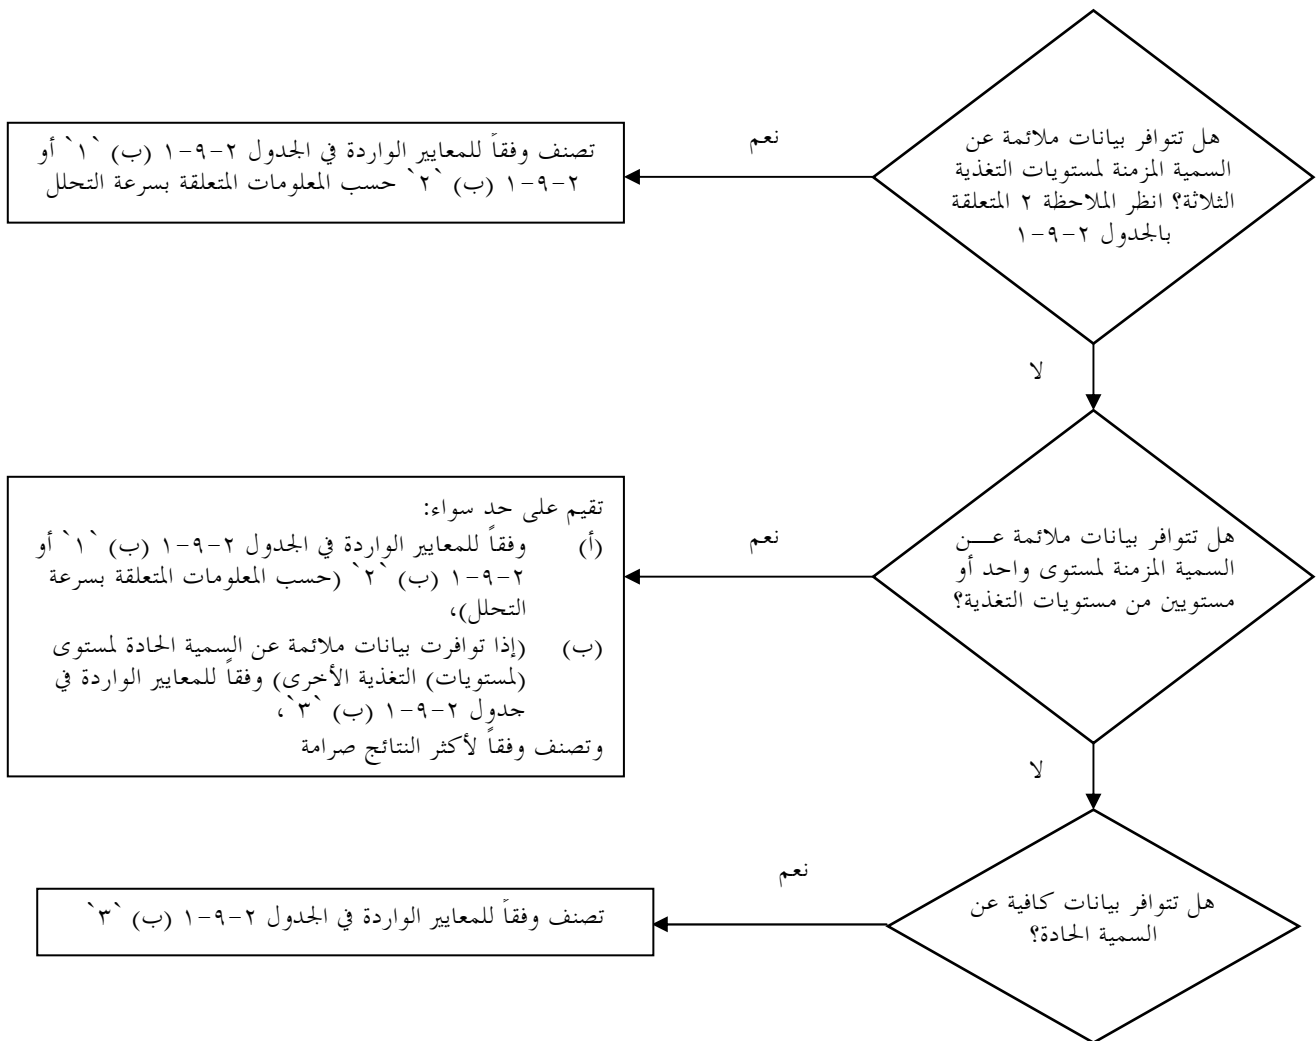 هل تتوافر بيانات ملائمة عن
السمية المزمنة لمستويات التغذية
الثلاثة؟ انظر الملاحظة ٢ المتعلقة
بالجدول ٢-٩-١
نعم
تصنف وفقاً للمعايير الواردة في الجدول ٢-٩-١ (ب) `١` أو
٢-٩-١ (ب) `٢` حسب المعلومات المتعلقة بسرعة التحلل
لا
هل تتوافر بيانات ملائمة عـــن
السمية المزمنة لمستوى واحد أو
مستويين من مستويات التغذية؟
نعم
تقيم على حد سواء:
(أ) وفقاً للمعايير الواردة في الجدول ٢-٩-١ (ب) `١` أو
٢-٩-١ (ب) `٢` (حسب المعلومات المتعلقة بسرعة
التحلل)،
(ب) (إذا توافرت بيانات ملائمة عن السمية الحادة لمستوى
(لمستويات) التغذية الأخرى) وفقاً للمعايير الواردة في
جدول ٢-٩-١ (ب) `٣`،
وتصنف وفقاً لأكثر النتائج صرامة
لا
هل تتوافر بيانات كافية عن
السمية الحادة؟
نعم
تصنف وفقاً للمعايير الواردة في الجدول ٢-٩-١ (ب) `٣`